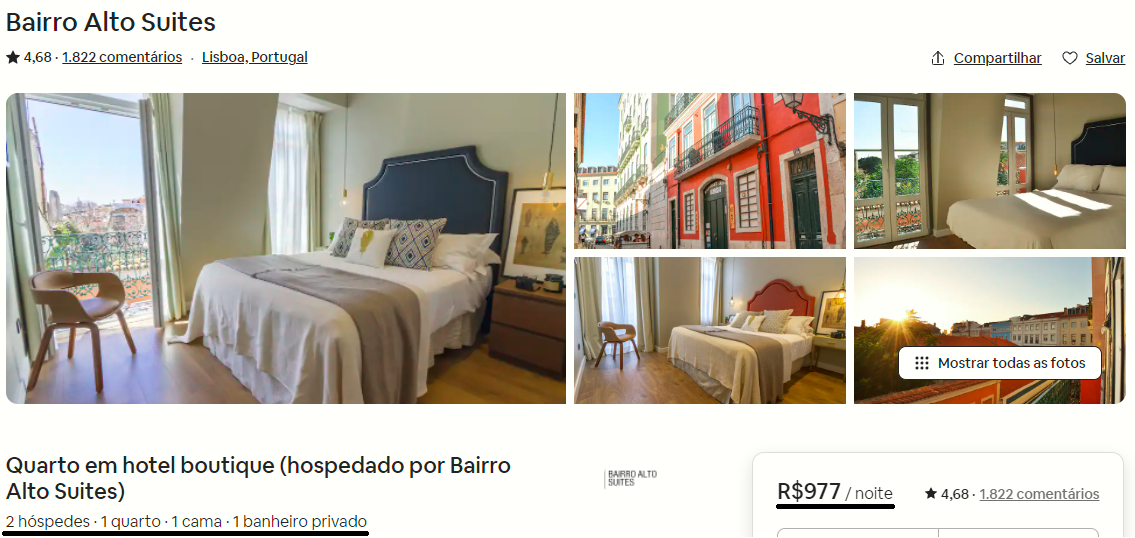 Bairro Alto Suites
4,68 · 1.822 comentários · Lisboa, Portugal
Compartilhar Salvar
Mostrar todas as fotos
Quarto em hotel boutique (hospedado por Bairro
Alto Suites)
2 hóspedes · 1 quarto · 1 cama · 1 banheiro privado
BAIRRO ALTO
SUITES
R$977 / noite 4,68 · 1.822 comentários